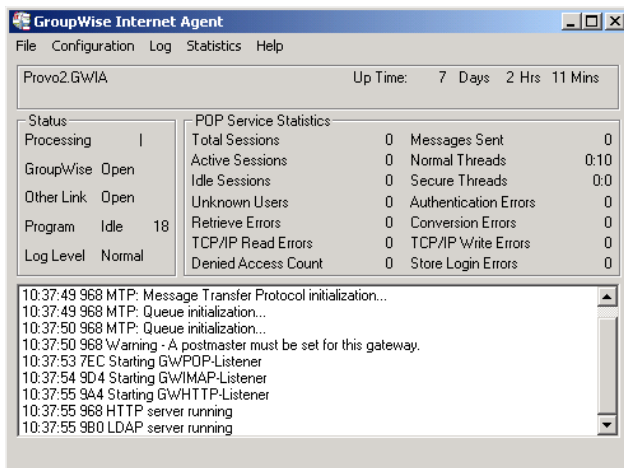 GroupWise Internet Agent
File Configuration Log Statistics Help
Provo2.GWIA Up Time: 7 Days 2 Hrs 11 Mins
Status
Processing |
GroupWise Open
Other Link Open
Program Idle 18
Log Level Normal
POP Service Statistics
Total Sessions 0 Messages Sent 0
Active Sessions 0 Normal Threads 0:10
Idle Sessions 0 Secure Threads 0:0
Unknown Users 0 Authentication Errors 0
Retrieve Errors 0 Conversion Errors 0
TCP/IP Read Errors 0 TCP/IP Write Errors 0
Denied Access Count 0 Store Login Errors 0
10:37:49 968 MTP: Message Transfer Protocol initialization...
10:37:49 968 MTP: Queue initialization...
10:37:50 968 MTP: Queue initialization...
10:37:50 968 Warning - A postmaster must be set for this gateway.
10:37:53 7EC Starting GWPOP-Listener
10:37:54 9D4 Starting GWIMAP-Listener
10:37:55 9A4 Starting GWHTTP-Listener
10:37:55 968 HTTP server running
10:37:55 9B0 LDAP server running